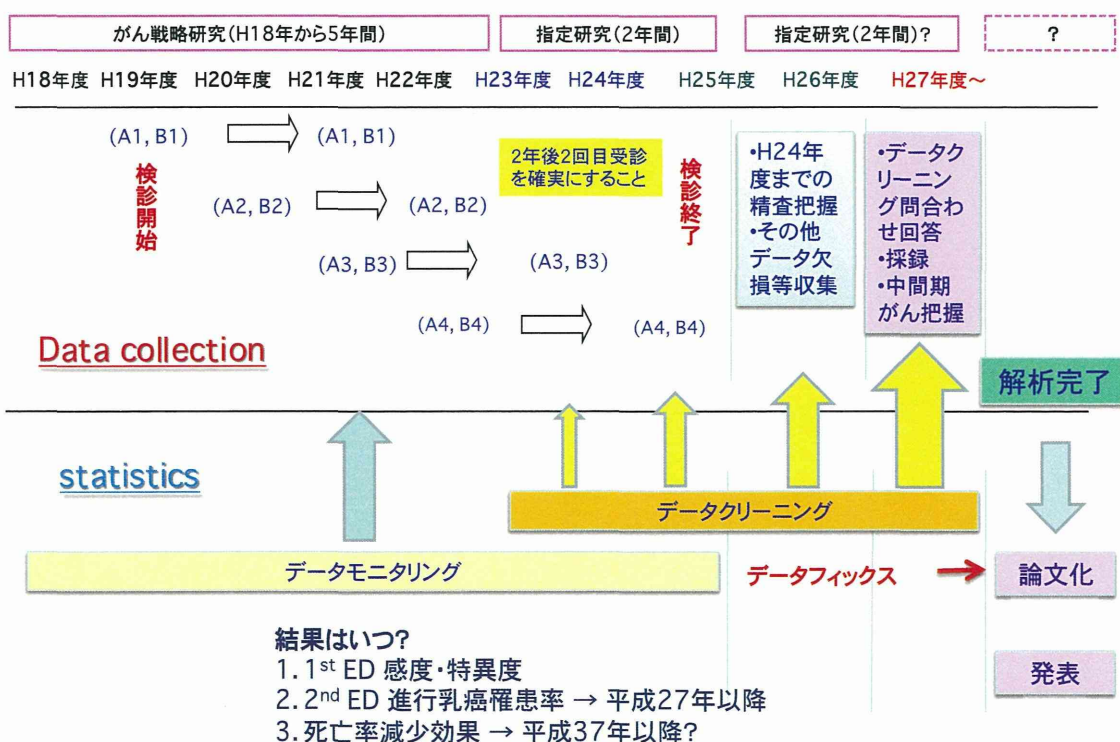 がん戦略研究(H18年から5年間)
指定研究(2年間)
指定研究(2年間)?
?
H18年度 H19年度 H20年度 H21年度 H22年度 H23年度 H24年度 H25年度 H26年度 H27年度～
(A1, B1)
(A1, B1)
検診開始
(A2, B2)
(A2, B2)
(A3, B3)
(A3, B3)
(A4, B4)
(A4, B4)
2年後2回目受診
を確実にすること
検診終了
•H24年
度までの
精査把握
•その他
データ欠
損等収集
•データク
リーニン
グ問合わ
せ回答
•採録
•中間期
がん把握
Data collection
解析完了
statistics
データクリーニング
データモニタリング
データフィックス
論文化
発表
結果はいつ?
1. 1st ED 感度・特異度
2. 2nd ED 進行乳癌罹患率 → 平成27年以降
3. 死亡率減少効果 → 平成37年以降?